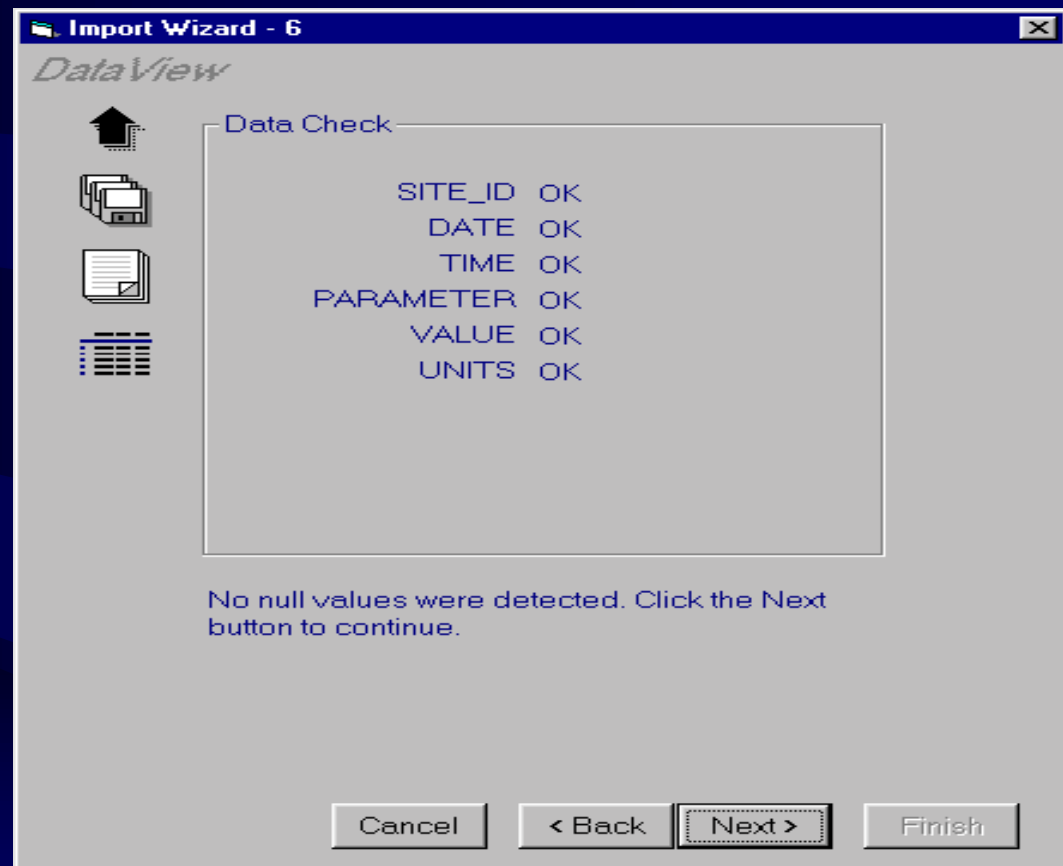 Import Wizard - 6
DataView
Data Check
SITE_ID OK
DATE OK
TIME OK
PARAMETER OK
VALUE OK
UNITS OK
No null values were detected. Click the Next
button to continue.
Cancel < Back Next > Finish